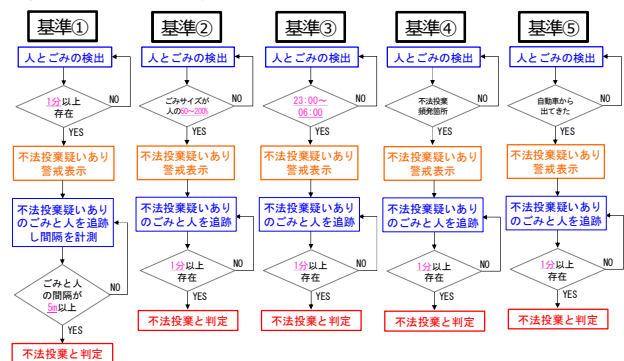 基準①
人とごみの検出
1分以上
存在
NO
YES
不法投棄疑いあり
警戒表示
不法投棄疑いあり
のごみと人を追跡
し間隔を計測
ごみと人
の間隔が
5m以上
NO
YES
不法投棄と判定
基準②
人とごみの検出
ごみサイズが
人の50~200%
NO
YES
不法投棄疑いあり
警戒表示
不法投棄疑いあり
のごみと人を追跡
1分以上
存在
NO
YES
不法投棄と判定
基準③
人とごみの検出
23:00~
06:00
NO
YES
不法投棄疑いあり
警戒表示
不法投棄疑いあり
のごみと人を追跡
1分以上
存在
NO
YES
不法投棄と判定
基準④
人とごみの検出
不法投棄
頻発箇所
NO
YES
不法投棄疑いあり
警戒表示
不法投棄疑いあり
のごみと人を追跡
1分以上
存在
NO
YES
不法投棄と判定
基準⑤
人とごみの検出
自動車から
出てきた
NO
YES
不法投棄疑いあり
警戒表示
不法投棄疑いあり
のごみと人を追跡
1分以上
存在
NO
YES
不法投棄と判定